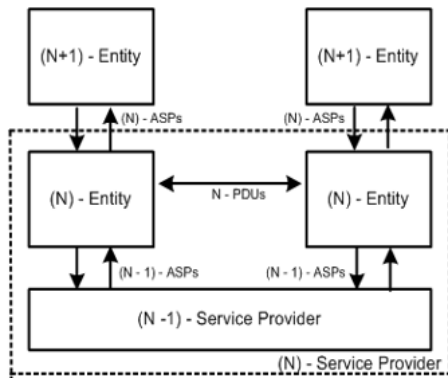 (N+1) - Entity
(N+1) - Entity
(N) - ASPs
(N) - ASPs
(N) - Entity
N - PDUs
(N) - Entity
(N - 1) - ASPs
(N - 1) - ASPs
(N -1) - Service Provider
(N) - Service Provider